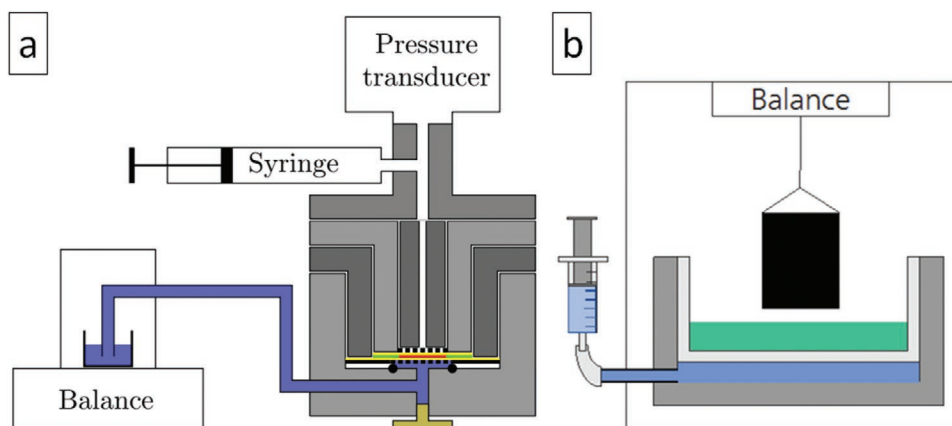 a
Pressure
transducer
Syringe
Balance
b
Balance